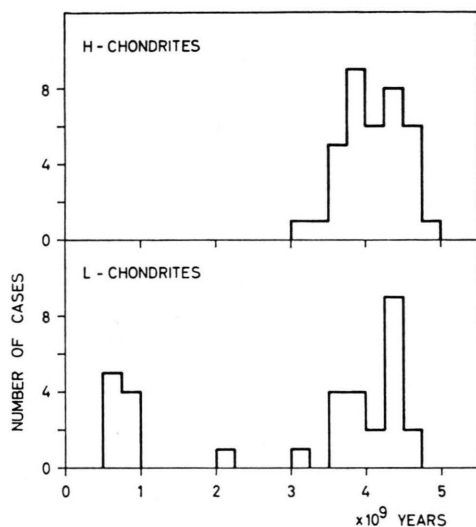 H - CHONDRITES
8
4
0
L - CHONDRITES
8
4
0
NUMBER OF CASES
0 1 2 3 4 5
x10⁹ YEARS